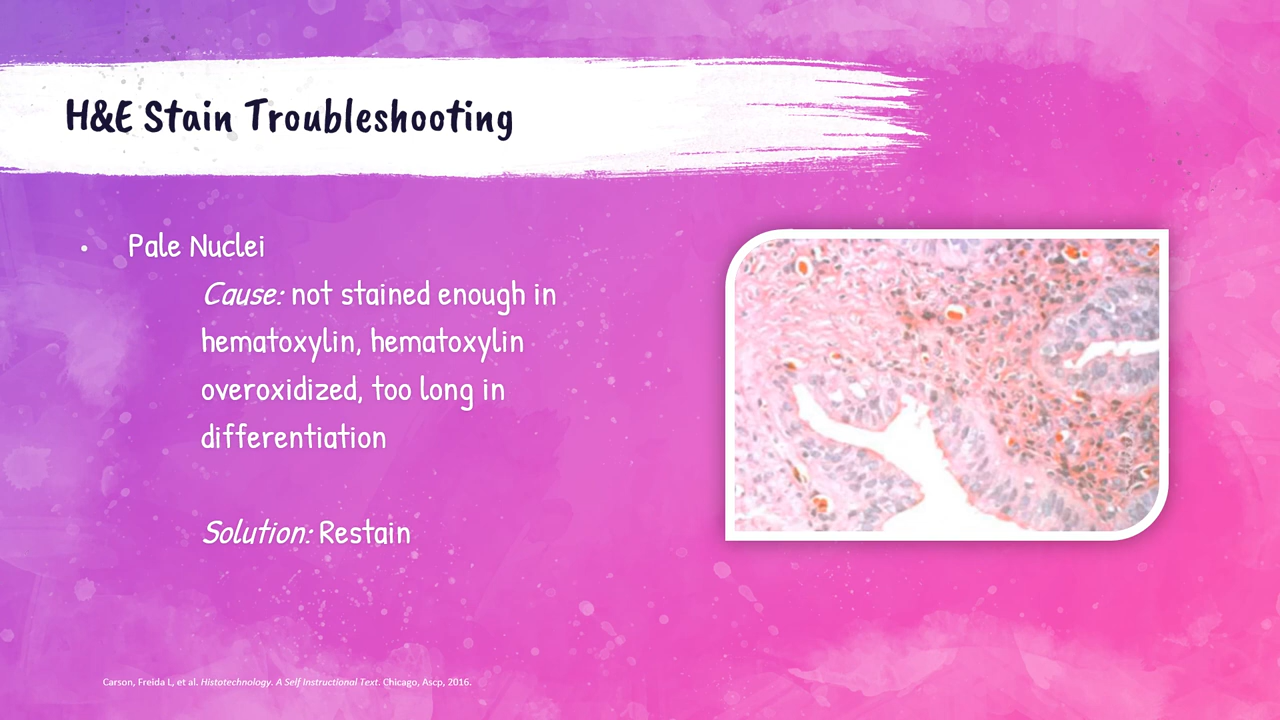 H&E Stain Troubleshooting
• Pale Nuclei
Cause: not stained enough in
hematoxylin, hematoxylin
overoxidized, too long in
differentiation
Solution: Restain
Carson, Freida L, et al. Histotechnology. A Self Instructional Text. Chicago, Ascp, 2016.